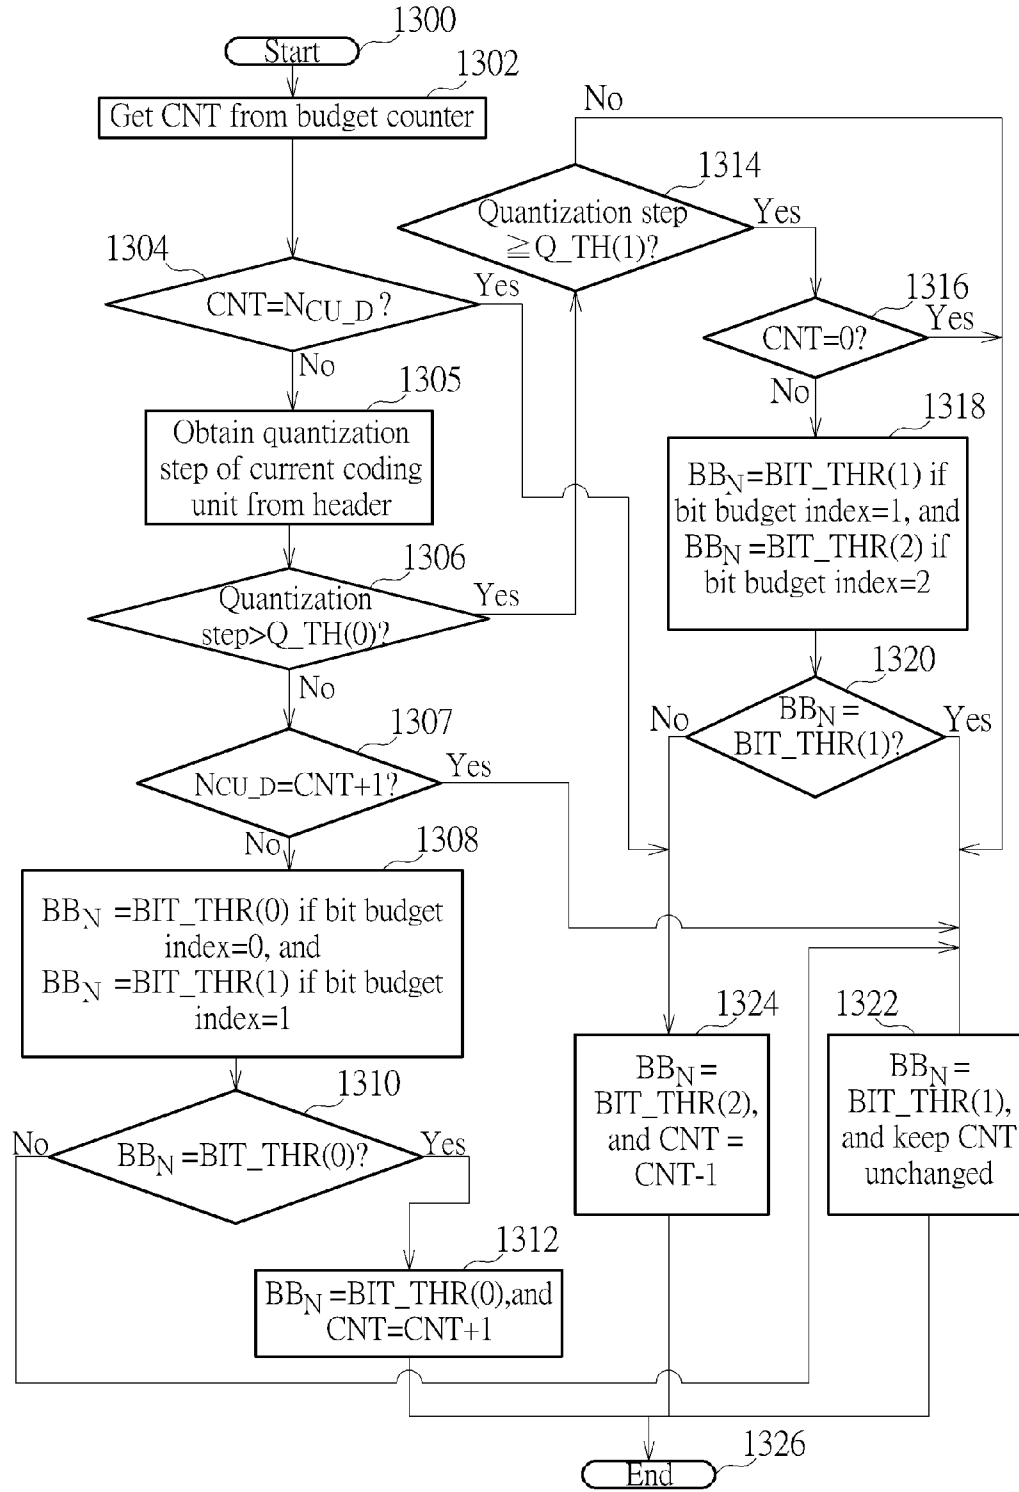 1300
Start
1302
Get CNT from budget counter
1304
CNT=NCU_D ?
Yes
No
1305
Obtain quantization
step of current coding
unit from header
1306
Quantization
step>Q_TH(0)?
Yes
No
1307
NCU_D=CNT+1?
Yes
No
1308
BBN =BIT_THR(0) if bit budget
index=0, and
BBN =BIT_THR(1) if bit budget
index=1
1310
BBN =BIT_THR(0)?
No
Yes
1312
BBN =BIT_THR(0),and
CNT=CNT+1
1314
Quantization step
≧Q_TH(1)?
No
Yes
1316
CNT=0?
Yes
No
1318
BBN=BIT_THR(1) if
bit budget index=1, and
BBN=BIT_THR(2) if
bit budget index=2
1320
BBN =
BIT_THR(1)?
No
Yes
1324
BBN =
BIT_THR(2),
and CNT =
CNT-1
1322
BBN =
BIT_THR(1),
and keep CNT
unchanged
1326
End